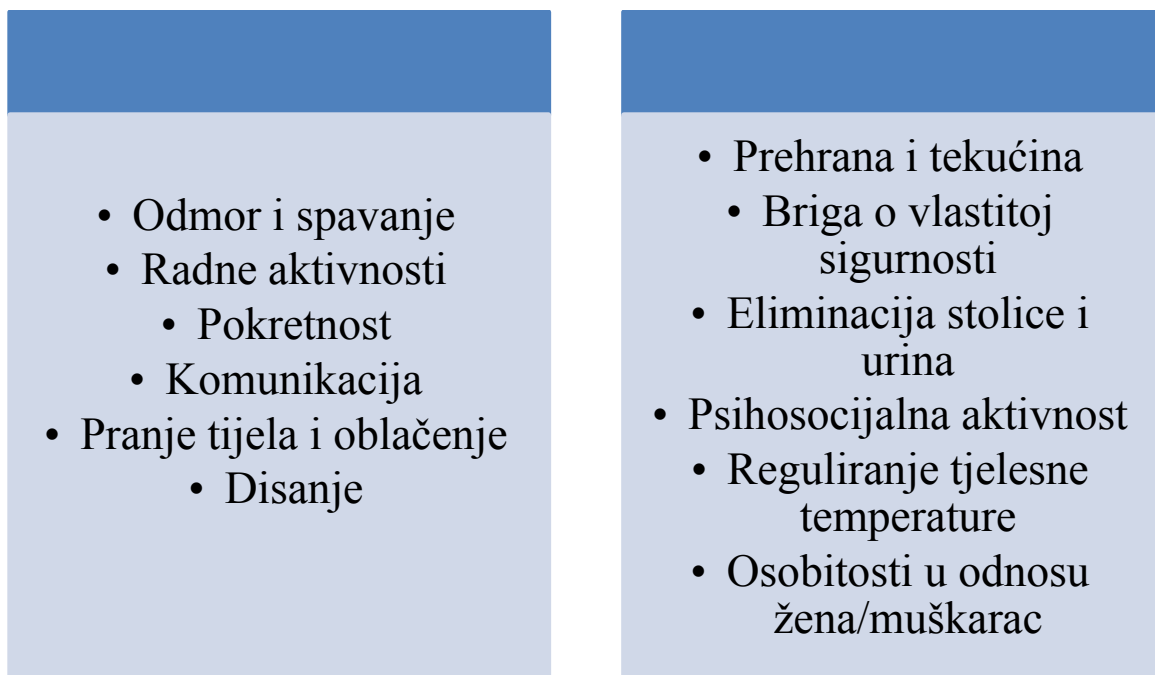 • Odmor i spavanje
• Radne aktivnosti
• Pokretnost
• Komunikacija
• Pranje tijela i oblačenje
• Disanje
• Prehrana i tekućina
• Briga o vlastitoj
sigurnosti
• Eliminacija stolice i
urina
• Psihosocijalna aktivnost
• Reguliranje tjelesne
temperature
• Osobitosti u odnosu
žena/muškarac